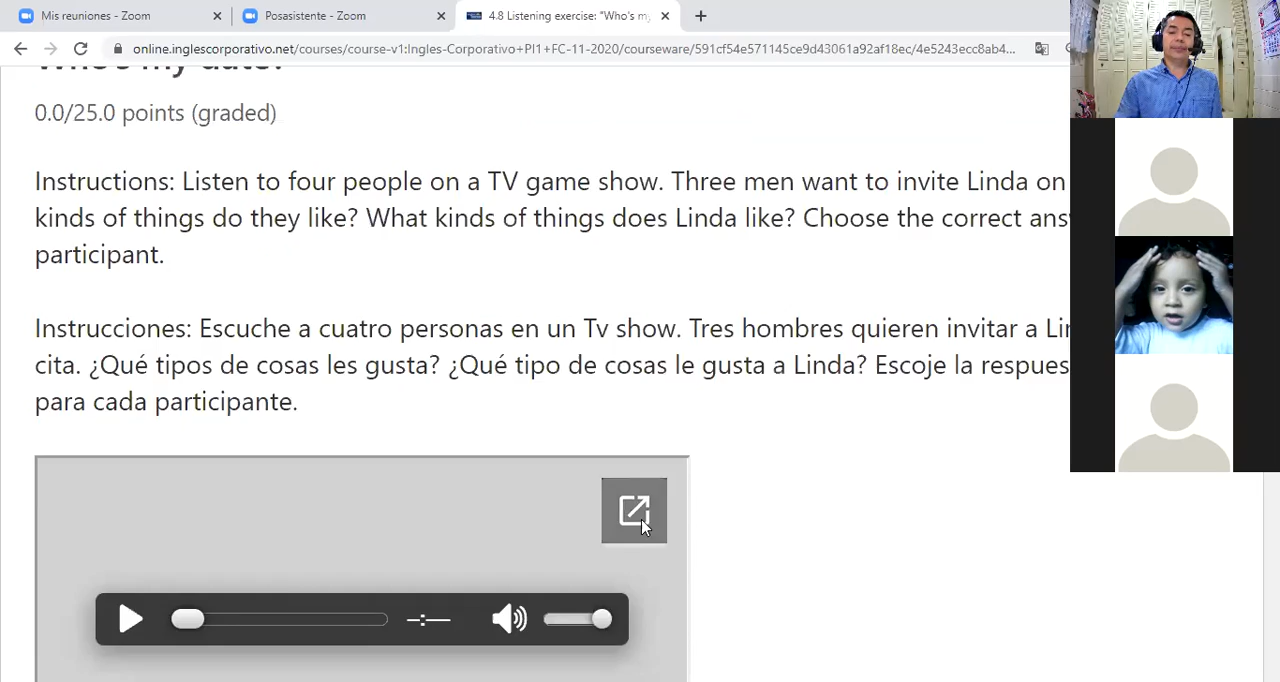 Mis reuniones - Zoom
Posasistente - Zoom
4.8 Listening exercise: "Who's my
online.inglescorporativo.net/courses/course-v1:Ingles-Corporativo+PI1+FC-11-2020/courseware/591cf54e571145ce9d43061a92af18ec/4e5243ecc8ab4...
Who's my date?
0.0/25.0 points (graded)
Instructions: Listen to four people on a TV game show. Three men want to invite Linda on
kinds of things do they like? What kinds of things does Linda like? Choose the correct ans
participant.
Instrucciones: Escuche a cuatro personas en un Tv show. Tres hombres quieren invitar a Lin
cita. ¿Qué tipos de cosas les gusta? ¿Qué tipo de cosas le gusta a Linda? Escoje la respues
para cada participante.
-:--